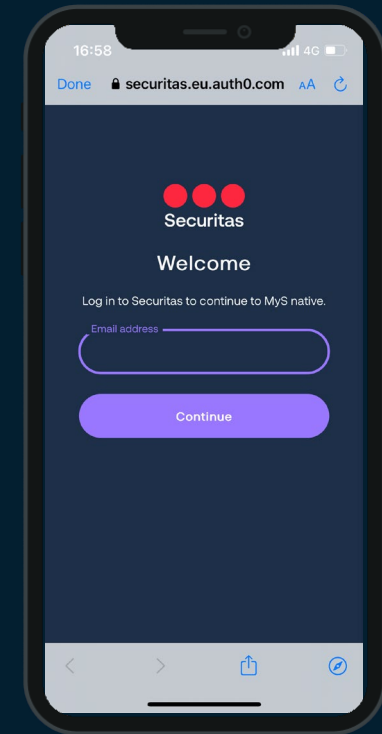 16:58
4G
Done
securitas.eu.auth0.com
AA
Securitas
Welcome
Log in to Securitas to continue to MyS native.
Email address
Continue